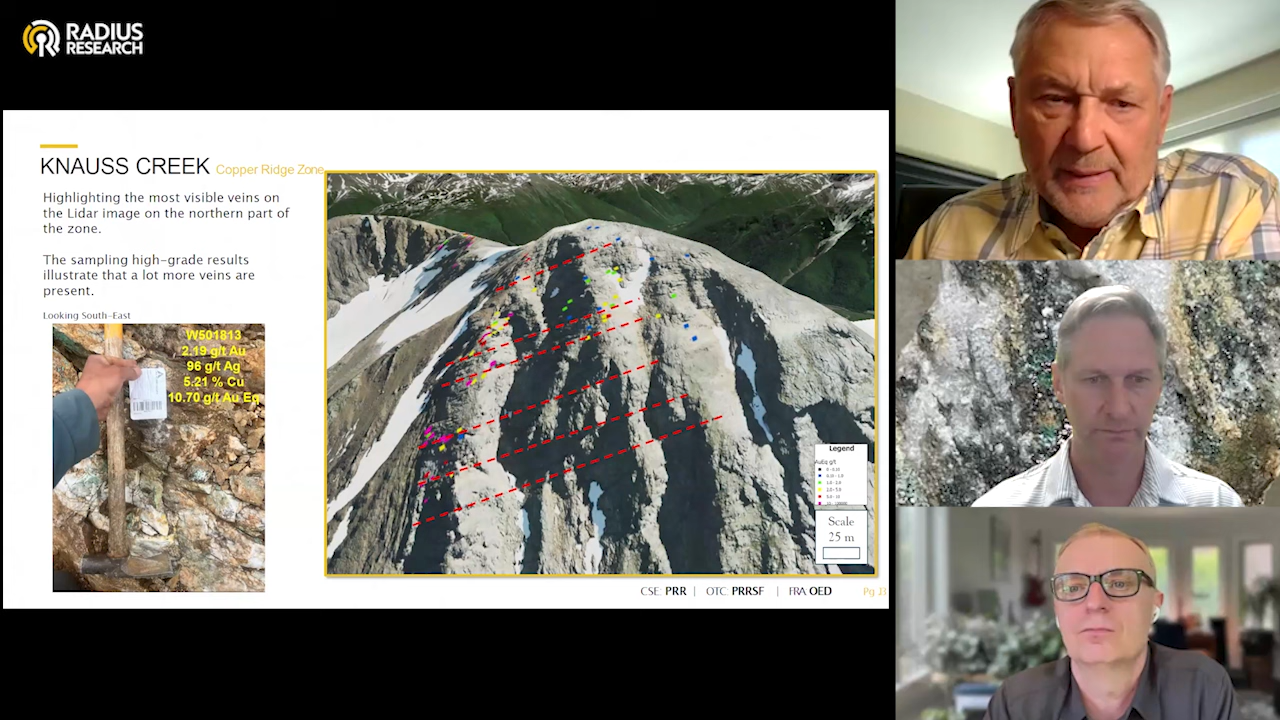 RADIUS
RESEARCH
KNAUSS CREEK Copper Ridge Zone
Highlighting the most visible veins on
the Lidar image on the northern part of
the zone.
The sampling high-grade results
illustrate that a lot more veins are
present.
Looking South-East
W501813
2.19 g/t Au
96 g/t Ag
5.21 % Cu
10.70 g/t Au Eq
Legend
AuEq g/t
Scale
25 m
CSE: PRR | OTC: PRRSF | FRA: OED